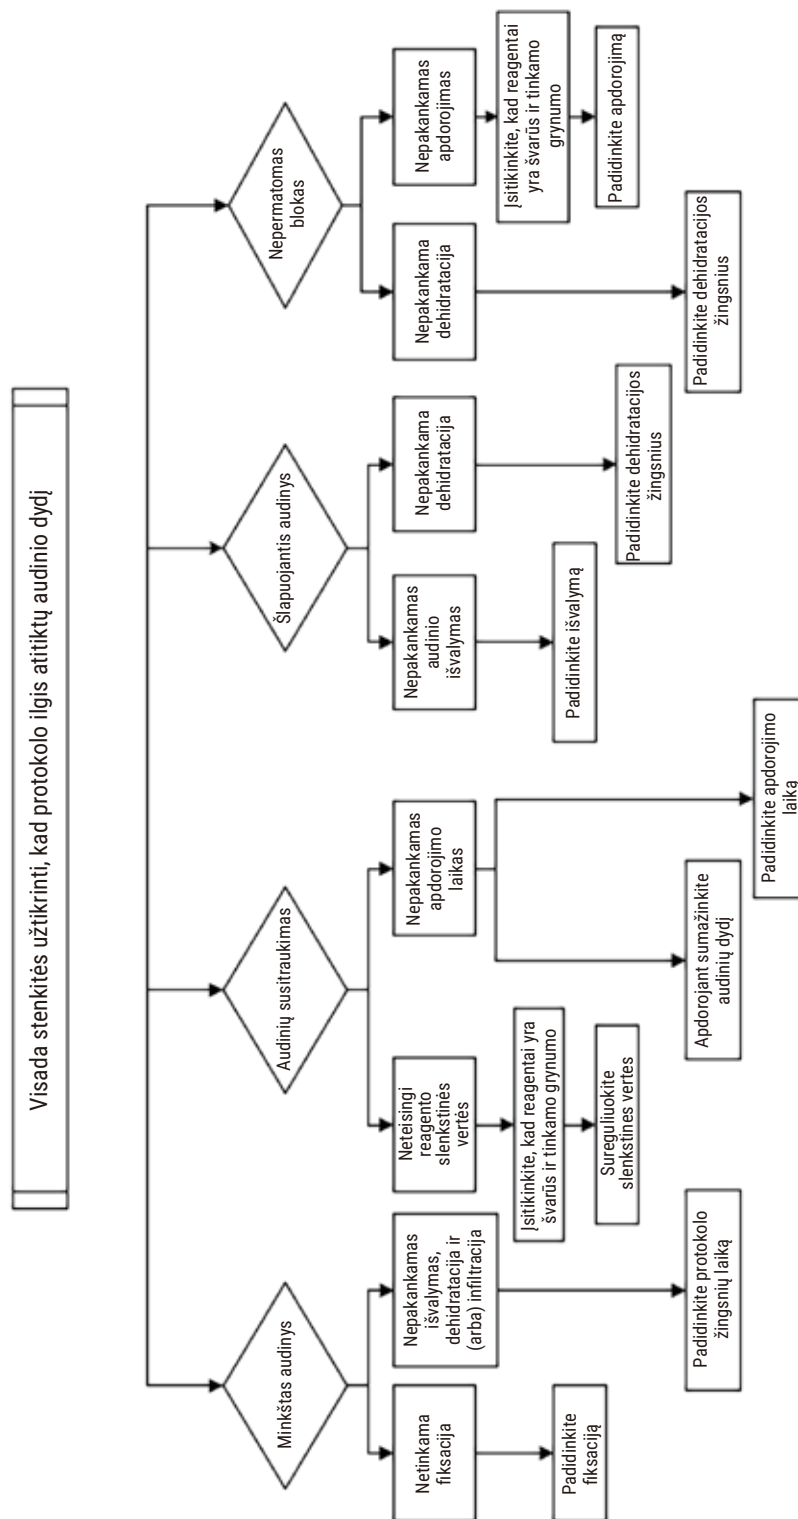 Visada stenkitės užtikrinti, kad protokolo ilgis atitiktų audinio dydį
Minkštas audinys
Netinkama
fiksacija
Padidinkite
fiksaciją
Nepakankamas
išvalymas,
dehidratacija ir
(arba) infiltracija
Padidinkite protokolo
žingsnių laiką
Audinių susitraukimas
Neteisingi
reagento
slenkstinės
vertės
Įsitikinkite, kad reagentai yra
švarūs ir tinkamo grynumo
Sureguliuokite
slenkstines vertes
Nepakankamas
apdorojimo
laikas
Apdorojant sumažinkite
audinių dydį
Padidinkite apdorojimo
laiką
Šlapuojantis audinys
Nepakankamas
audinio
išvalymas
Padidinkite išvalymą
Nepakankama
dehidratacija
Padidinkite dehidratacijos
žingsnius
Nepermatomas
blokas
Nepakankama
dehidratacija
Padidinkite dehidratacijos
žingsnius
Nepakankamas
apdorojimas
Įsitikinkite, kad reagentai
yra švarūs ir tinkamo
grynumo
Padidinkite apdorojimą